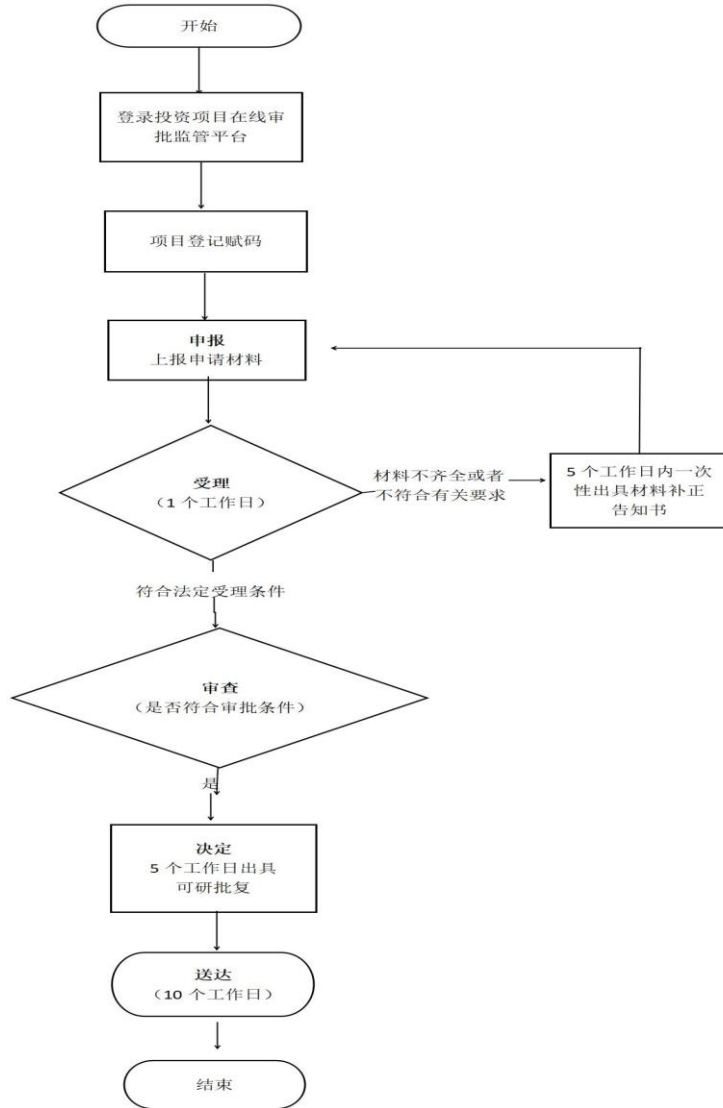 开始
登录投资项目在线审
批监管平台
项目登记赋码
申报
上报申请材料
受理
（1 个工作日）
材料不齐全或者
不符合有关要求
5 个工作日内一次
性出具材料补正
告知书
符合法定受理条件
审查
（是否符合审批条件）
是
决定
5 个工作日出具
可研批复
送达
（10 个工作日）
结束